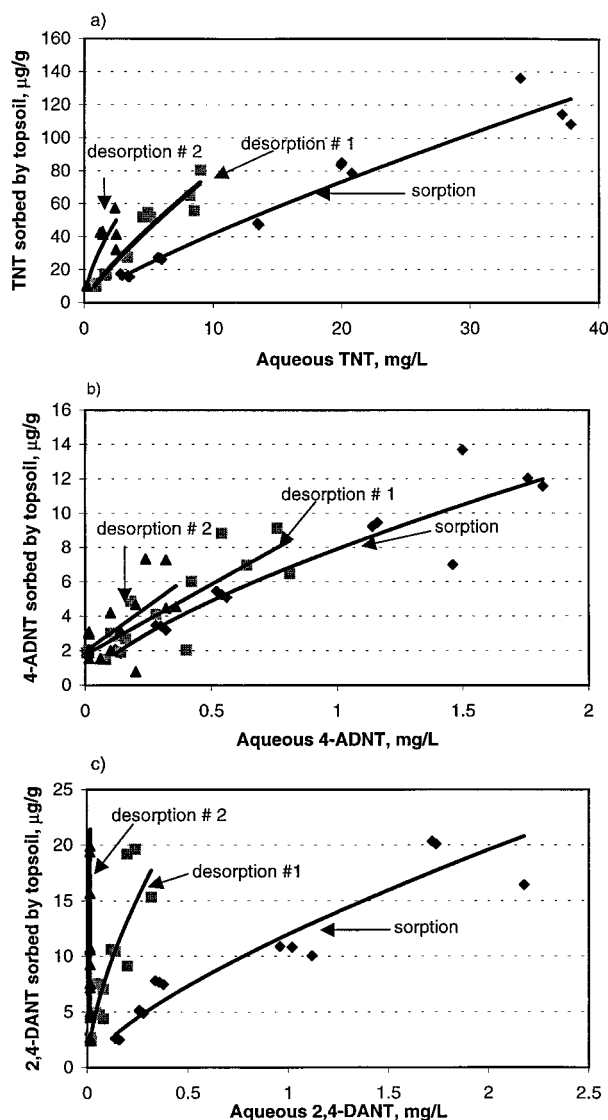 a)
TNT sorbed by topsoil, µg/g
160
140
120
100
80
60
40
20
0
desorption # 2
desorption # 1
sorption
0 10 20 30 40
Aqueous TNT, mg/L
b)
4-ADNT sorbed by topsoil, µg/g
16
14
12
10
8
6
4
2
0
desorption # 1
desorption # 2
sorption
0 0.5 1 1.5 2
Aqueous 4-ADNT, mg/L
c)
2,4-DANT sorbed by topsoil, µg/g
25
20
15
10
5
0
desorption # 2
desorption #1
sorption
0 0.5 1 1.5 2 2.5
Aqueous 2,4-DANT, mg/L